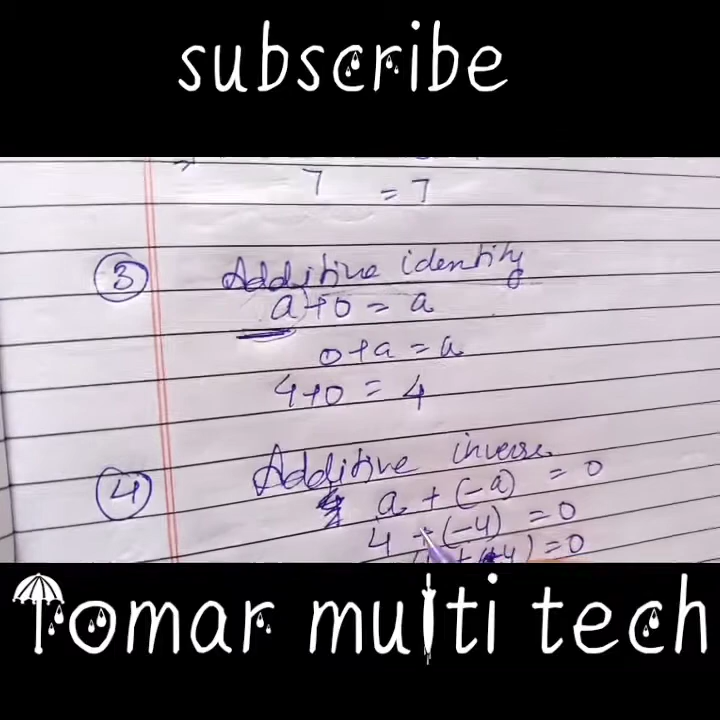 subscribe
7 = 7
③ Additive identity
a + 0 = a
0 + a = a
4 + 0 = 4
④ Additive inverse
a + (-a) = 0
4 + (-4) = 0
= 0
Tomar multi tech